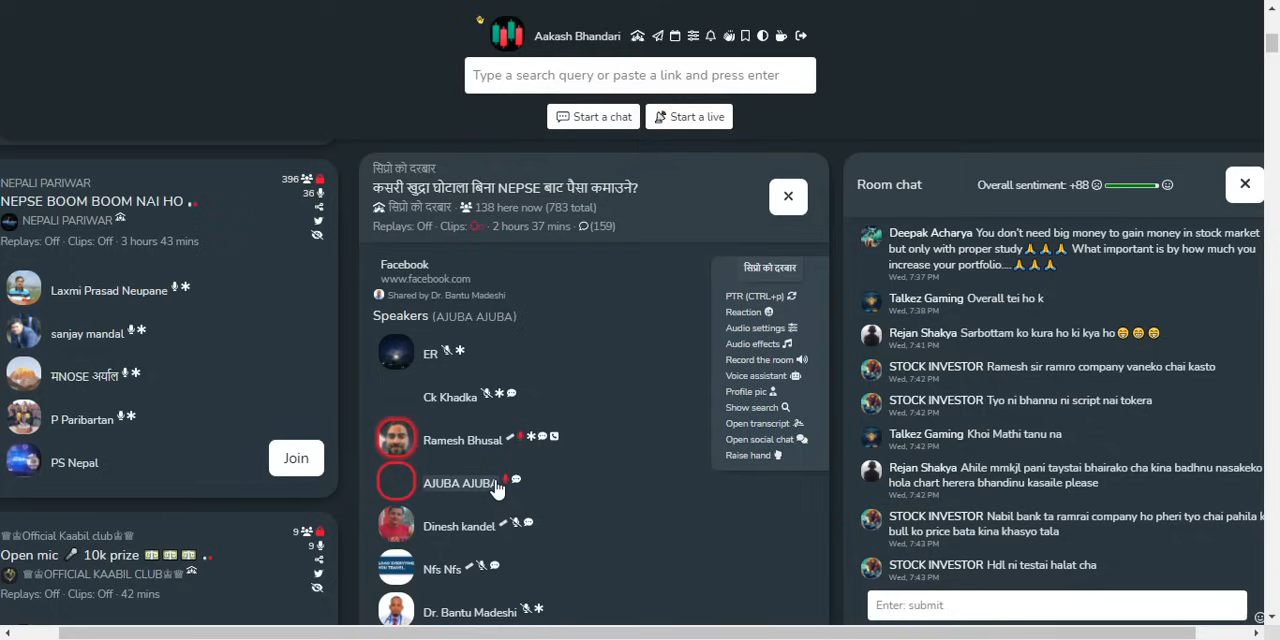 Aakash Bhandari
Type a search query or paste a link and press enter
Start a chat
Start a live
NEPALI PARIWAR
396
NEPSE BOOM BOOM NAI HO
36
NEPALI PARIWAR
Replays: Off · Clips: Off · 3 hours 43 mins
Laxmi Prasad Neupane
sanjay mandal
मNOSE अर्याल
P Paribartan
PS Nepal
Join
♕♔Official Kaabil club♔♕
9
Open mic 🎤 10k prize 💵 💵 💵
9
♕♔OFFICIAL KAABIL CLUB♔♕
Replays: Off · Clips: Off · 42 mins
सिप्रो को दरबार
कसरी खुद्रा घोटाला बिना NEPSE बाट पैसा कमाउने?
सिप्रो को दरबार · 138 here now (783 total)
Replays: Off · Clips: On · 2 hours 37 mins · (159)
Facebook
www.facebook.com
Shared by Dr. Bantu Madeshi
Speakers (AJUBA AJUBA)
ER
Ck Khadka
Ramesh Bhusal
AJUBA AJUBA
Dinesh kandel
Nfs Nfs
Dr. Bantu Madeshi
सिप्रो को दरबार
PTR (CTRL+p)
Reaction
Audio settings
Audio effects
Record the room
Voice assistant
Profile pic
Show search
Open transcript
Open social chat
Raise hand
Room chat
Overall sentiment: +88
Deepak Acharya You don't need big money to gain money in stock market
but only with proper study🙏🙏🙏 What important is by how much you
increase your portfolio....🙏🙏🙏
Wed, 7:37 PM
Talkez Gaming Overall tei ho k
Wed, 7:38 PM
Rejan Shakya Sarbottam ko kura ho ki kya ho😁😁😁
Wed, 7:41 PM
STOCK INVESTOR Ramesh sir ramro company vaneko chai kasto
Wed, 7:42 PM
STOCK INVESTOR Tyo ni bhannu ni script nai tokera
Wed, 7:42 PM
Talkez Gaming Khoi Mathi tanu na
Wed, 7:42 PM
Rejan Shakya Ahile mmkjl pani taystai bhairako cha kina badhnu nasakeko
hola chart herera bhandinu kasaile please
Wed, 7:42 PM
STOCK INVESTOR Nabil bank ta ramrai company ho pheri tyo chai pahila k
bull ko price bata kina khasyo tala
Wed, 7:43 PM
STOCK INVESTOR Hdl ni testai halat cha
Wed, 7:43 PM
Enter: submit